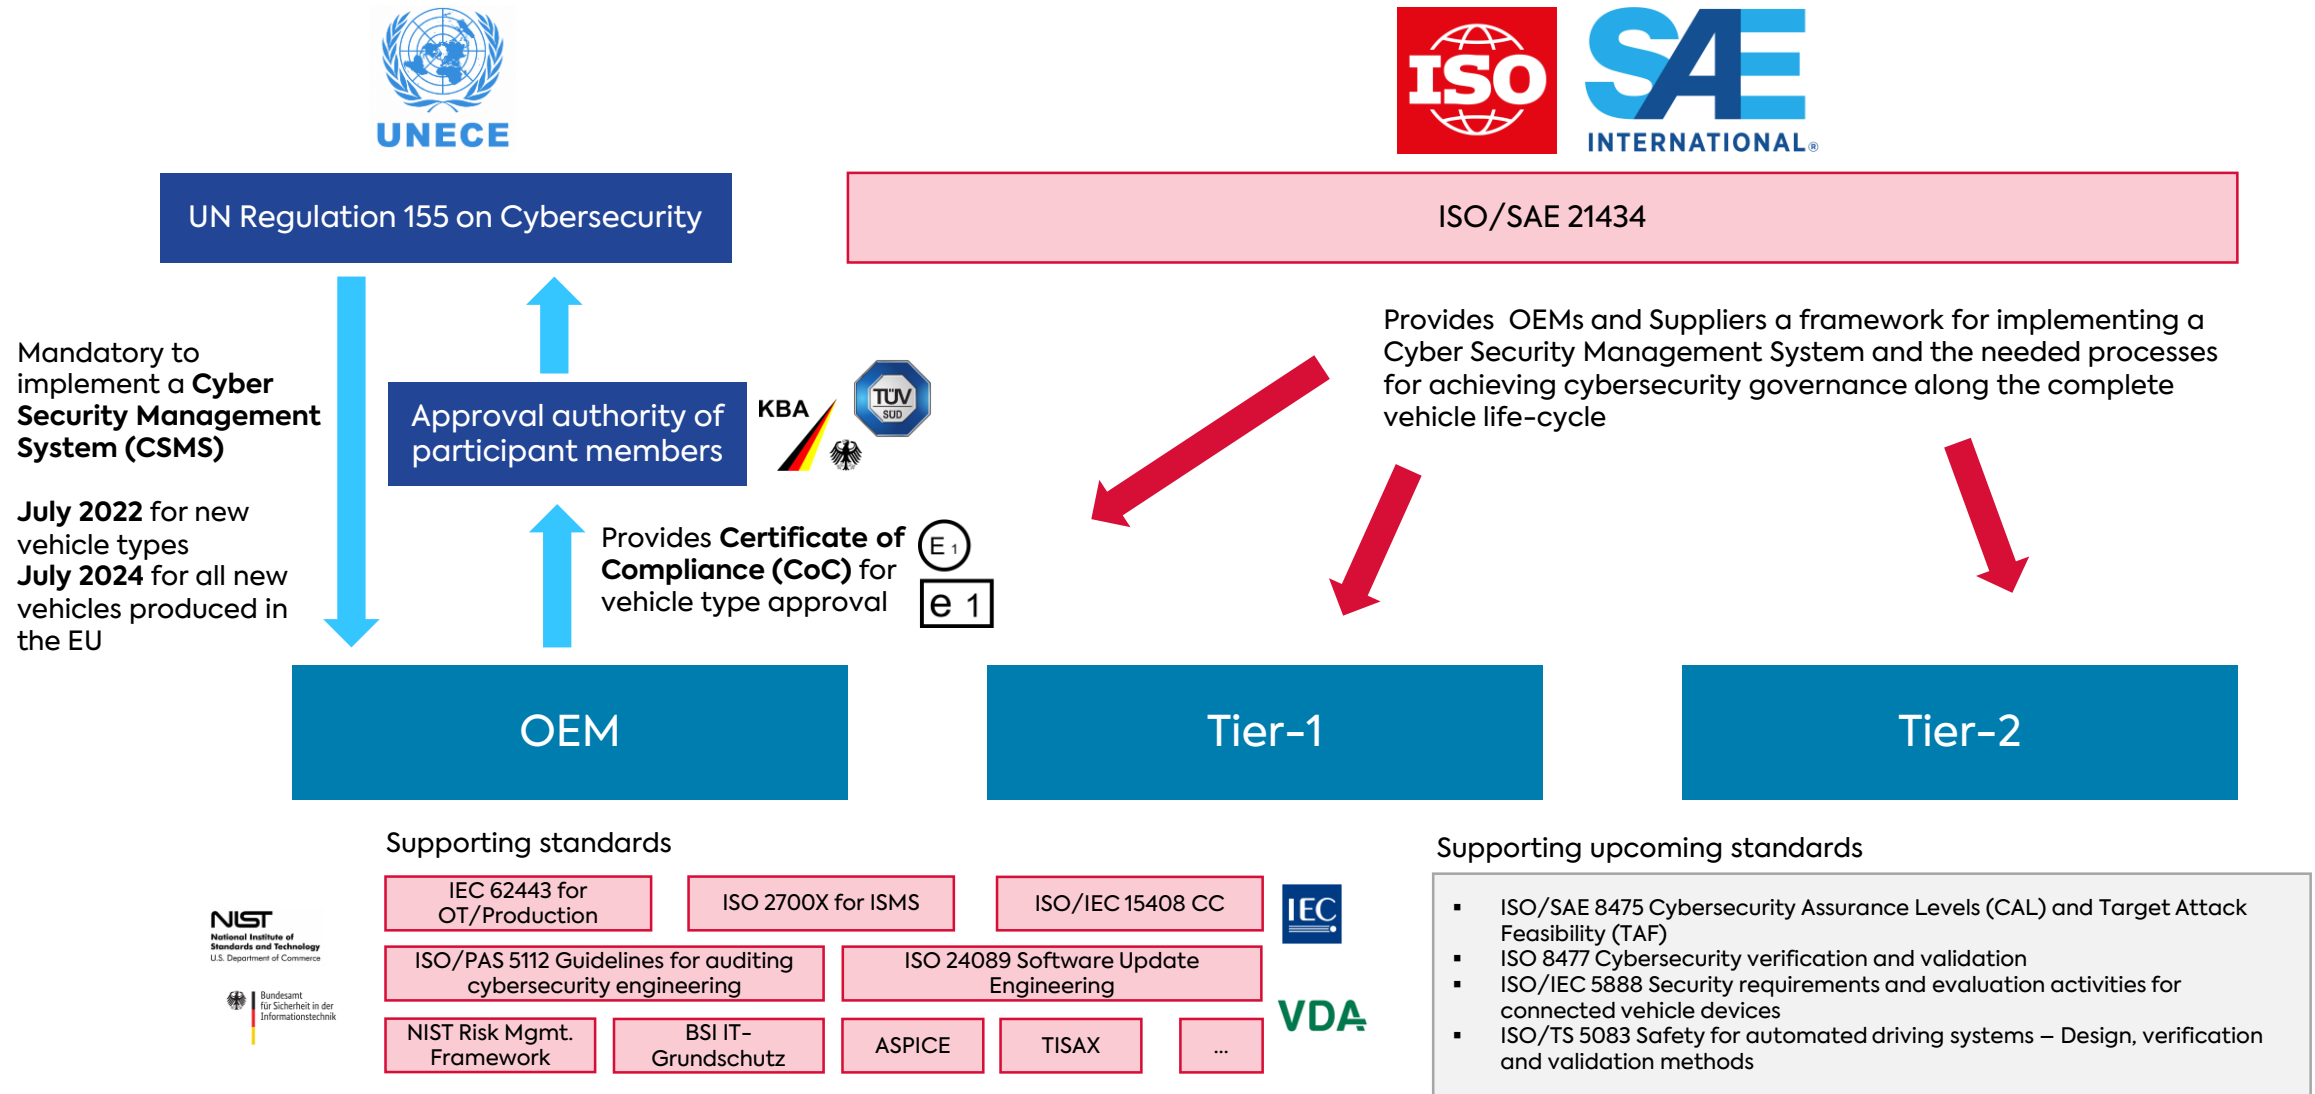 UNECE
ISO
SAE
INTERNATIONAL®
UN Regulation 155 on Cybersecurity
ISO/SAE 21434
Mandatory to
implement a Cyber
Security Management
System (CSMS)
July 2022 for new
vehicle types
July 2024 for all new
vehicles produced in
the EU
Approval authority of
participant members
KBA
TÜV
SÜD
Provides Certificate of
Compliance (CoC) for
vehicle type approval
E 1
e 1
Provides OEMs and Suppliers a framework for implementing a
Cyber Security Management System and the needed processes
for achieving cybersecurity governance along the complete
vehicle life-cycle
OEM
Tier-1
Tier-2
Supporting standards
NIST
National Institute of
Standards and Technology
U.S. Department of Commerce
Bundesamt
für Sicherheit in der
Informationstechnik
IEC 62443 for
OT/Production
ISO 2700X for ISMS
ISO/IEC 15408 CC
IEC
ISO/PAS 5112 Guidelines for auditing
cybersecurity engineering
ISO 24089 Software Update
Engineering
VDA
NIST Risk Mgmt.
Framework
BSI IT-
Grundschutz
ASPICE
TISAX
...
Supporting upcoming standards
▪ ISO/SAE 8475 Cybersecurity Assurance Levels (CAL) and Target Attack
Feasibility (TAF)
▪ ISO 8477 Cybersecurity verification and validation
▪ ISO/IEC 5888 Security requirements and evaluation activities for
connected vehicle devices
▪ ISO/TS 5083 Safety for automated driving systems – Design, verification
and validation methods